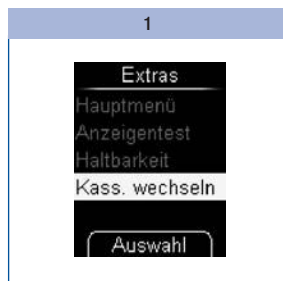 1
Extras
Hauptmenü
Anzeigentest
Haltbarkeit
Kass. wechseln
Auswahl